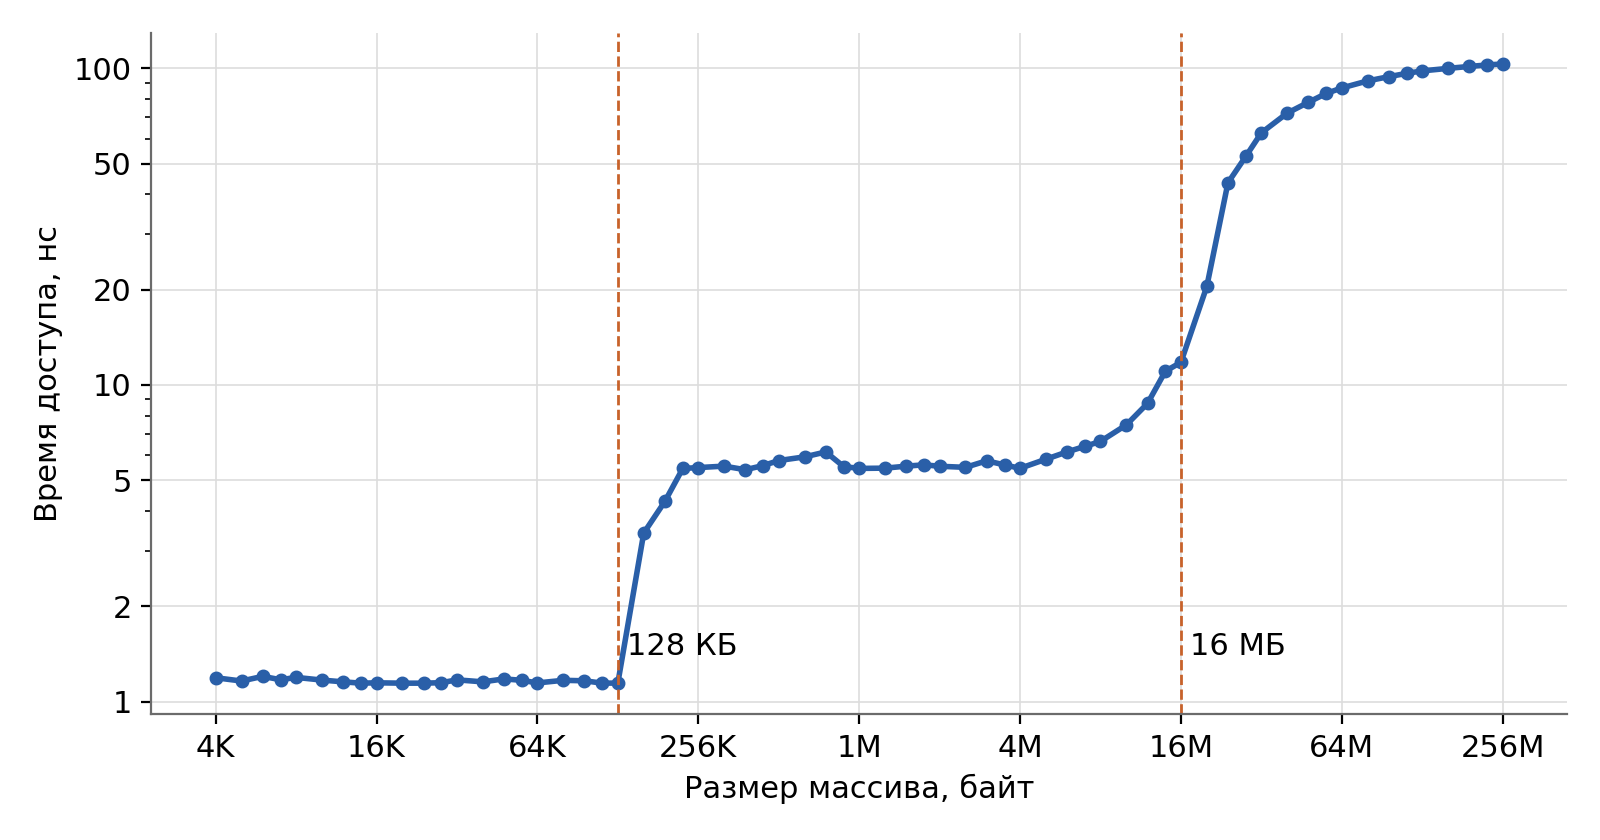 Время доступа, нс
100
50
20
10
5
2
1
128 КБ
16 МБ
4K
16K
64K
256K
1M
4M
16M
64M
256M
Размер массива, байт